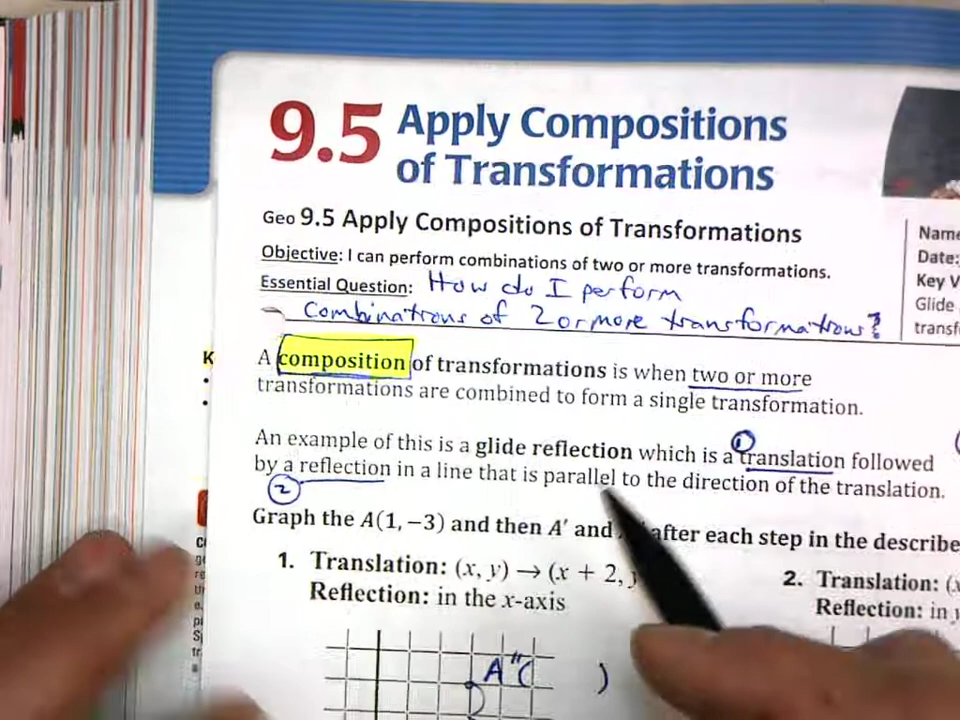 9.5 Apply Compositions
of Transformations
Geo 9.5 Apply Compositions of Transformations
Objective: I can perform combinations of two or more transformations.
Essential Question: How do I perform
Combinations of 2 or more transformations?
Name
Date:
Key V
Glide
transf
A composition of transformations is when two or more
transformations are combined to form a single transformation.
An example of this is a glide reflection which is a translation followed
by a reflection in a line that is parallel to the direction of the translation.
1
2
Graph the A(1, −3) and then A′ and after each step in the describe
1. Translation: (x, y) → (x + 2, y
Reflection: in the x-axis
2. Translation: (x
Reflection: in y
A″( )
K